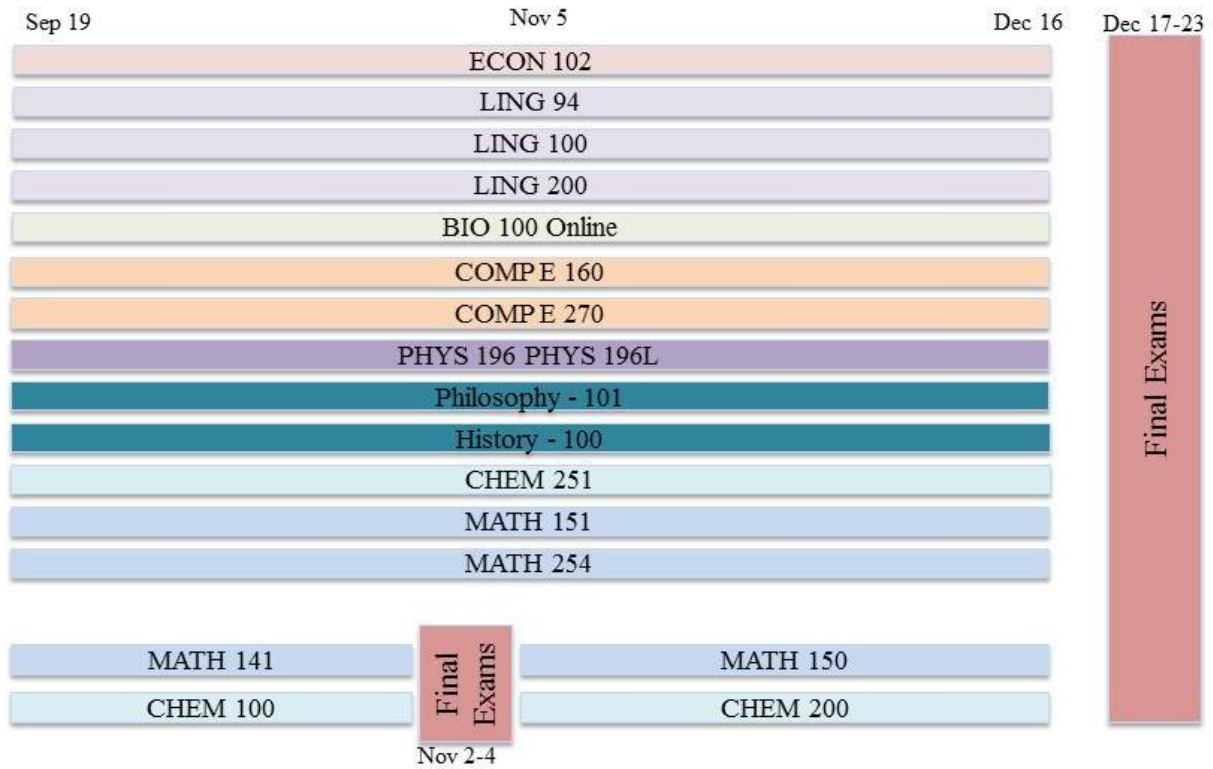 Sep 19
Nov 5
Dec 16
Dec 17-23
ECON 102
LING 94
LING 100
LING 200
BIO 100 Online
COMP E 160
COMP E 270
PHYS 196 PHYS 196L
Philosophy - 101
History - 100
CHEM 251
MATH 151
MATH 254
Final Exams
MATH 141
Final
Exams
MATH 150
CHEM 100
CHEM 200
Nov 2-4